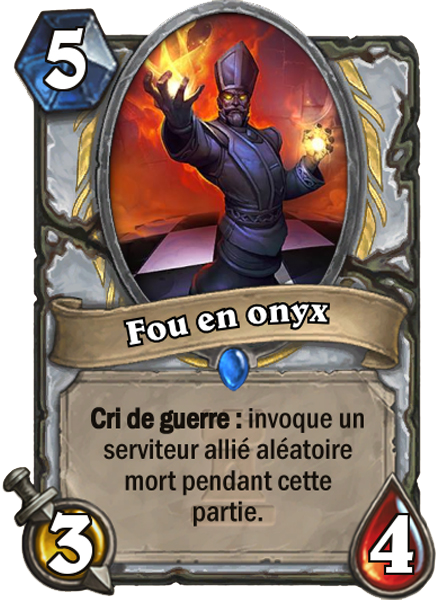 5
Fou en onyx
Cri de guerre : invoque un
serviteur allié aléatoire
mort pendant cette
partie.
3
4